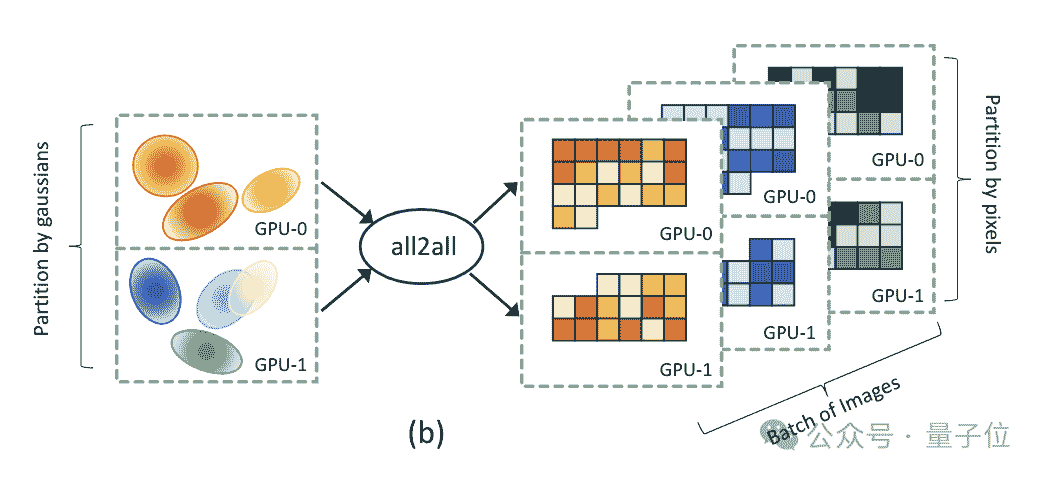 Partition by gaussians
GPU-0
GPU-1
all2all
GPU-0
GPU-1
GPU-0
GPU-1
GPU-0
GPU-1
Partition by pixels
Batch of Images
(b)
公众号 · 量子位